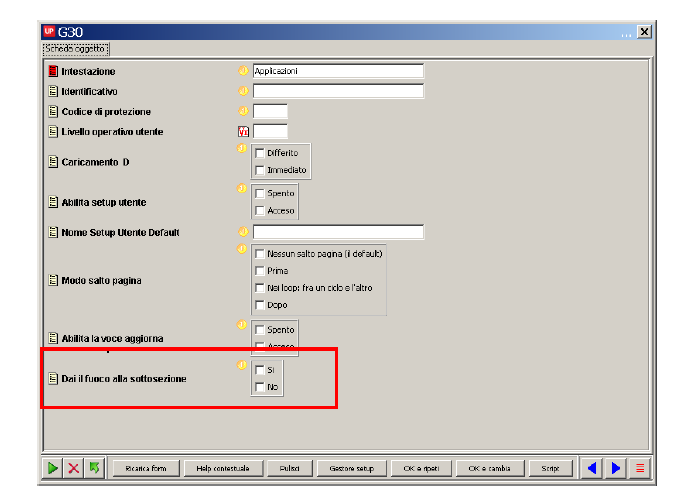 UP G30
Scheda oggetto
Intestazione Applicazioni
Identificativo
Codice di protezione
Livello operativo utente
Caricamento D
Differito
Immediato
Abilita setup utente
Spento
Acceso
Nome Setup Utente Default
Modo salto pagina
Nessun salto pagina (il default)
Prima
Nei loop: fra un ciclo e l'altro
Dopo
Abilita la voce aggiorna
Spento
Acceso
Dai il fuoco alla sottosezione
Si
No
Ricarica form Help contestuale Pulisci Gestore setup OK e ripeti OK e cambia Script